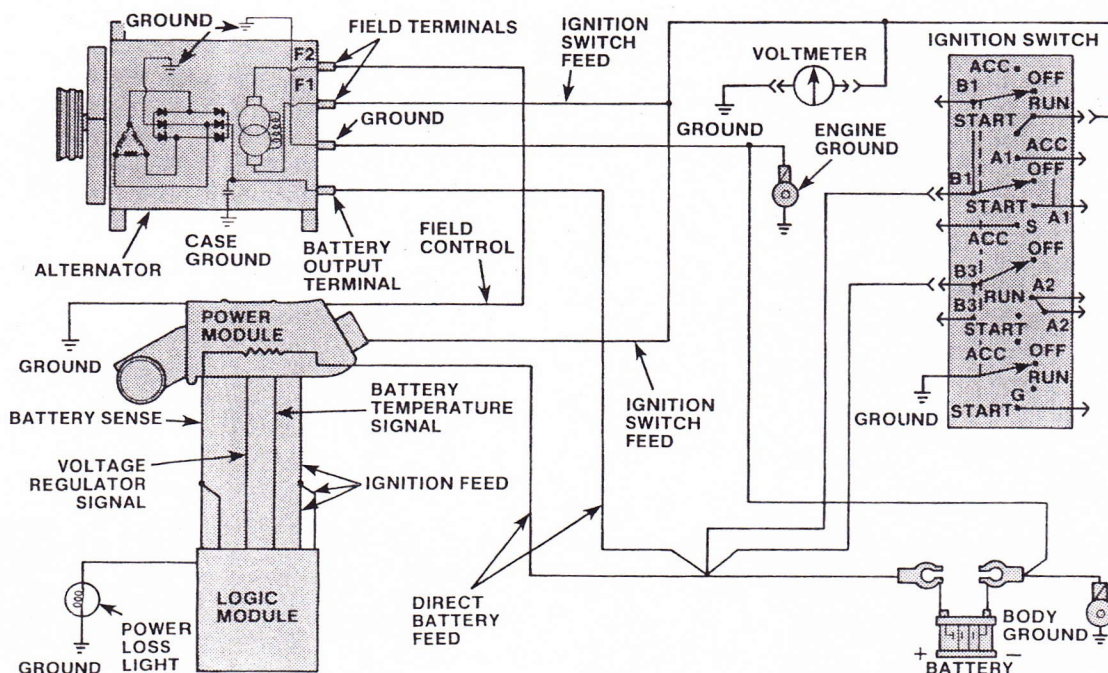 GROUND
FIELD TERMINALS
F2
F1
IGNITION
SWITCH
FEED
GROUND
VOLTMETER
GROUND
IGNITION SWITCH
ACC
B1
OFF
RUN
START
A1
ACC
B1
OFF
START
A1
ACC
S
OFF
B3
RUN
A2
B3
START
A2
ACC
OFF
RUN
GROUND
G
START
ENGINE
GROUND
ALTERNATOR
CASE
GROUND
BATTERY
OUTPUT
TERMINAL
FIELD
CONTROL
POWER
MODULE
GROUND
BATTERY SENSE
BATTERY
TEMPERATURE
SIGNAL
IGNITION
SWITCH
FEED
VOLTAGE
REGULATOR
SIGNAL
IGNITION FEED
LOGIC
MODULE
POWER
LOSS
LIGHT
GROUND
DIRECT
BATTERY
FEED
BODY
GROUND
+
BATTERY
−